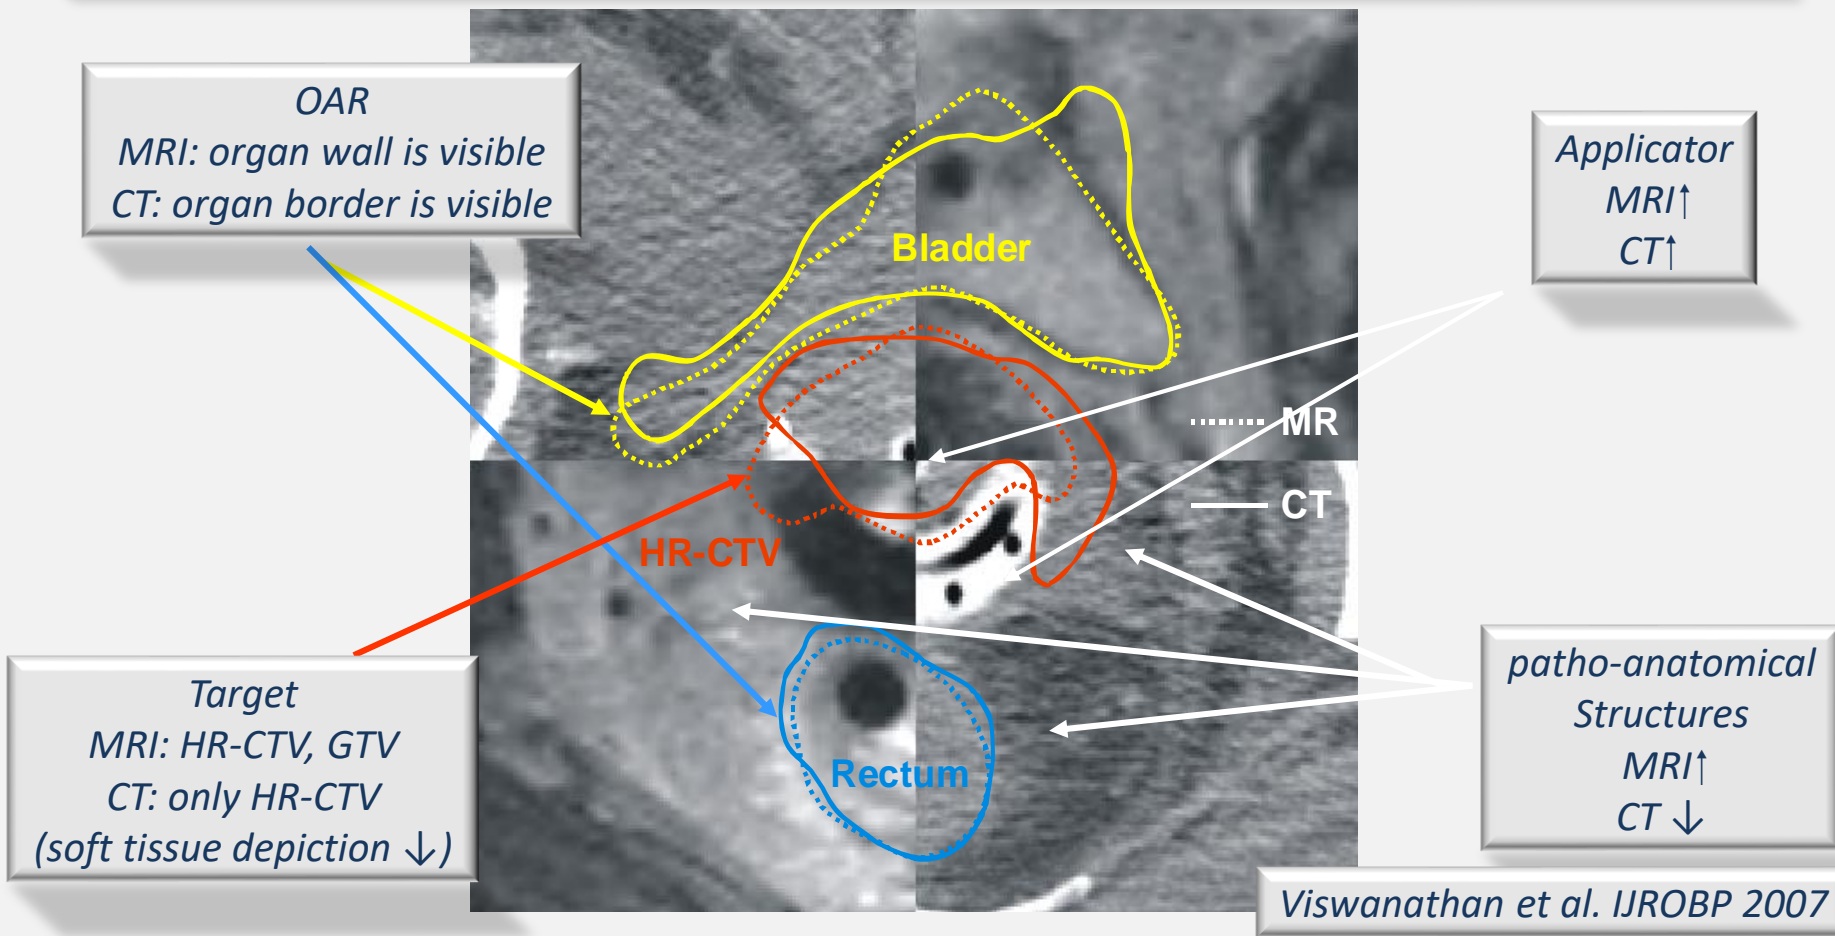 OAR
MRI: organ wall is visible
CT: organ border is visible
Applicator
MRI↑
CT↑
Bladder
MR
CT
HR-CTV
Rectum
Target
MRI: HR-CTV, GTV
CT: only HR-CTV
(soft tissue depiction ↓)
patho-anatomical
Structures
MRI↑
CT ↓
Viswanathan et al. IJROBP 2007